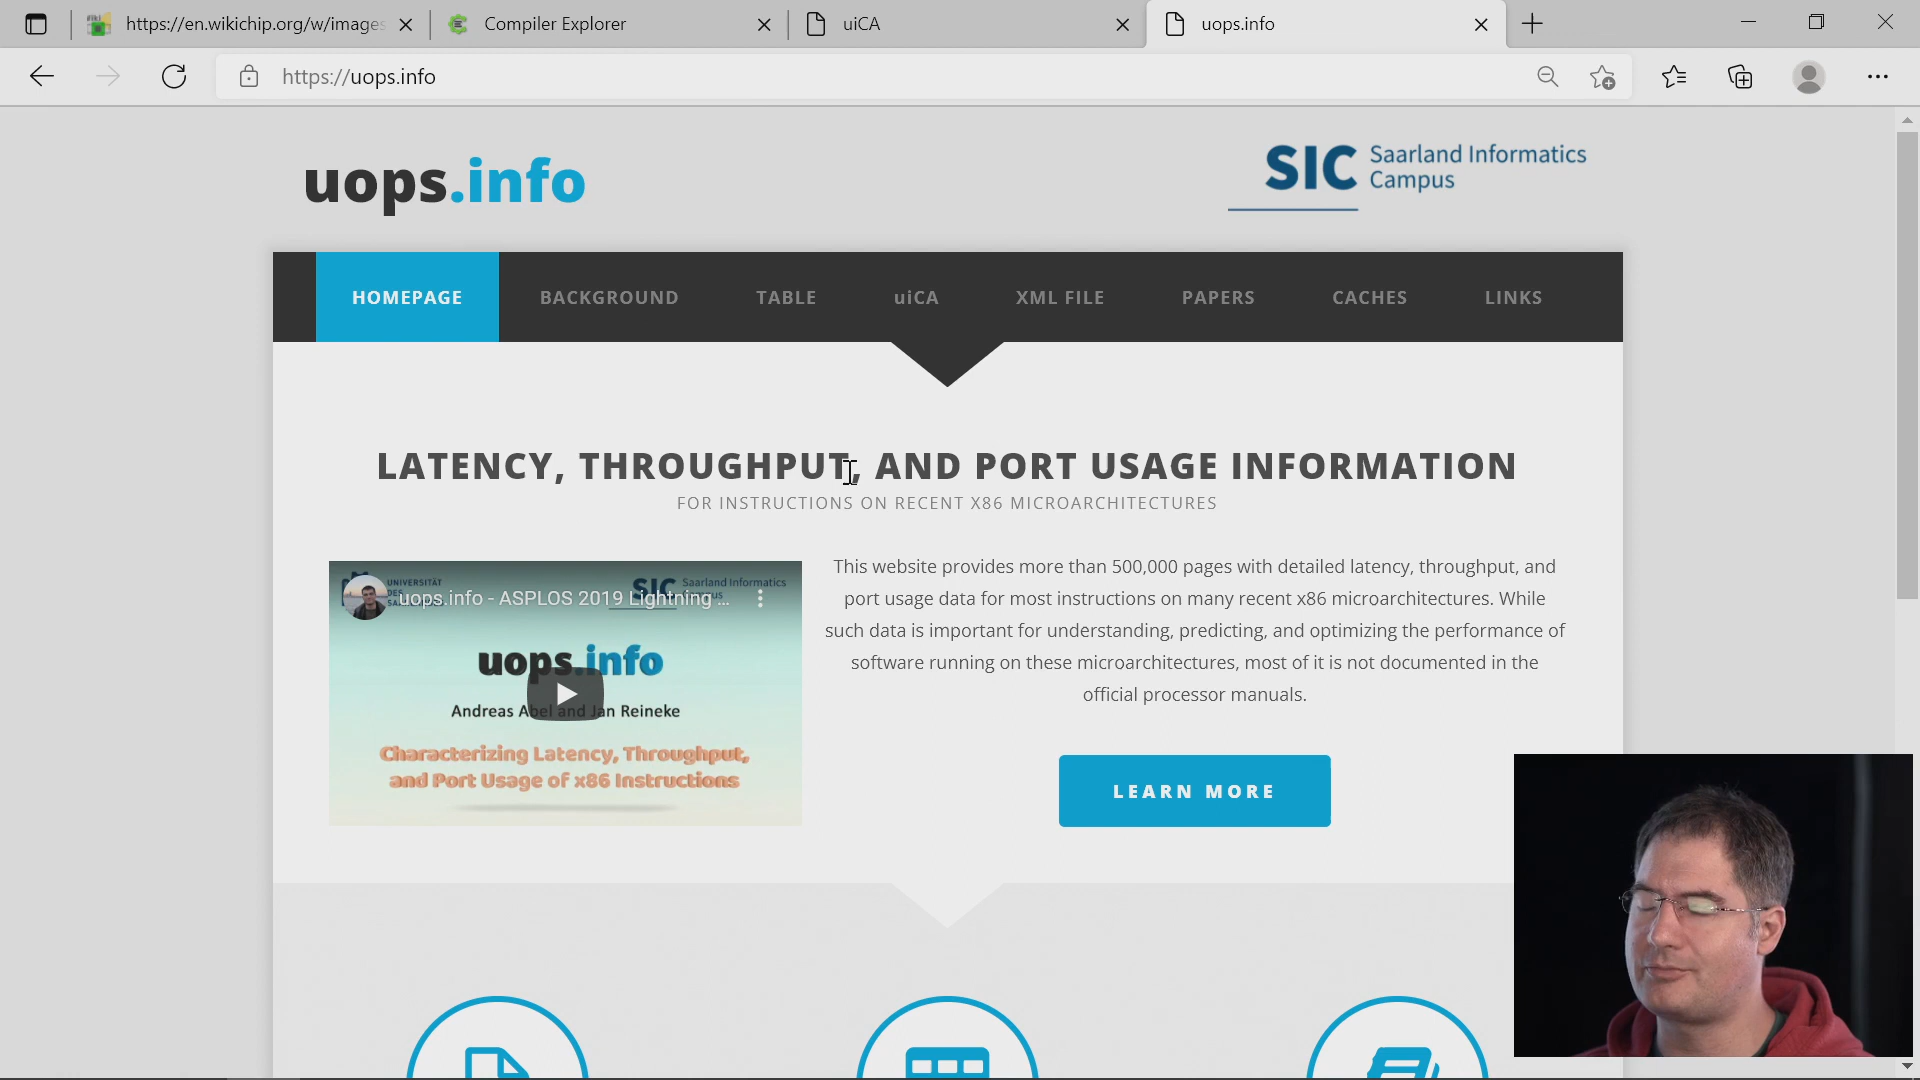 https://en.wikichip.org/w/images
Compiler Explorer
uiCA
uops.info
https://uops.info
uops.info
SIC Saarland Informatics
Campus
HOMEPAGE
BACKGROUND
TABLE
uiCA
XML FILE
PAPERS
CACHES
LINKS
LATENCY, THROUGHPUT, AND PORT USAGE INFORMATION
FOR INSTRUCTIONS ON RECENT X86 MICROARCHITECTURES
This website provides more than 500,000 pages with detailed latency, throughput, and
port usage data for most instructions on many recent x86 microarchitectures. While
such data is important for understanding, predicting, and optimizing the performance of
software running on these microarchitectures, most of it is not documented in the
official processor manuals.
LEARN MORE
UNIVERSITÄT
DES
SIC Saarland Informatics
uops.info - ASPLOS 2019 Lightning ...
uops.info
Andreas Abel and Jan Reineke
Characterizing Latency, Throughput,
and Port Usage of x86 Instructions